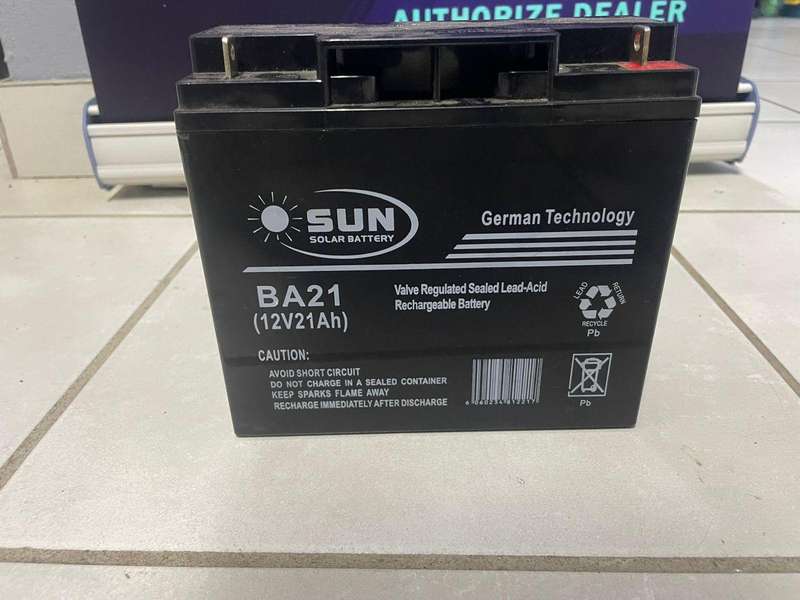 AUTHORIZE DEALER
SUN
SOLAR BATTERY
German Technology
BA21
(12V21Ah)
Valve Regulated Sealed Lead-Acid
Rechargeable Battery
LEAD RETURN
RECYCLE
Pb
CAUTION:
AVOID SHORT CIRCUIT
DO NOT CHARGE IN A SEALED CONTAINER
KEEP SPARKS FLAME AWAY
RECHARGE IMMEDIATELY AFTER DISCHARGE
Pb